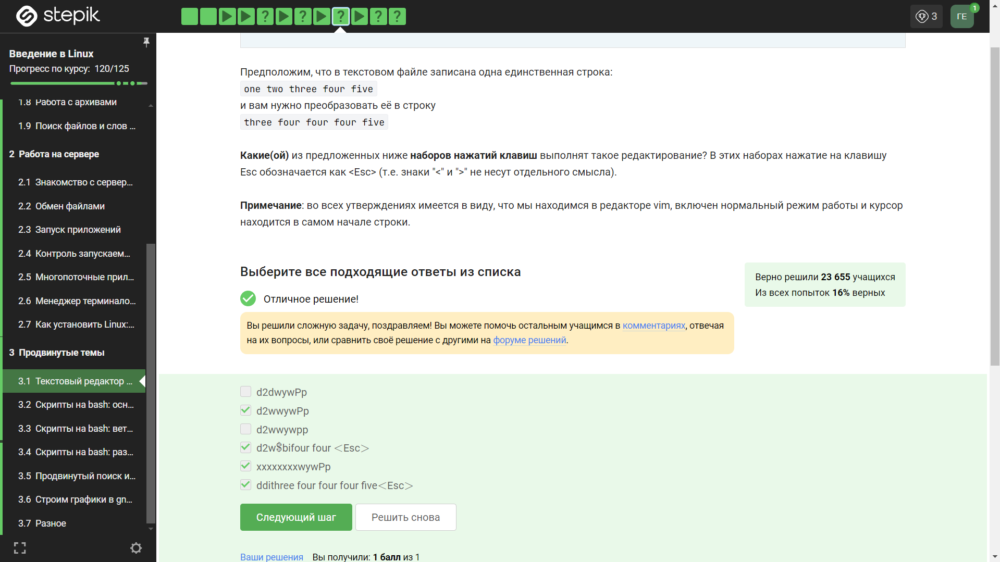 stepik
? ? ? ? ?
3
ГЕ
1
Введение в Linux
Прогресс по курсу: 120/125
1.8 Работа с архивами
1.9 Поиск файлов и слов ...
2 Работа на сервере
2.1 Знакомство с сервер...
2.2 Обмен файлами
2.3 Запуск приложений
2.4 Контроль запускаем...
2.5 Многопоточные прил...
2.6 Менеджер терминало...
2.7 Как установить Linux:...
3 Продвинутые темы
3.1 Текстовый редактор ...
3.2 Скрипты на bash: осн...
3.3 Скрипты на bash: вет...
3.4 Скрипты на bash: раз...
3.5 Продвинутый поиск и...
3.6 Строим графики в gn...
3.7 Разное
Предположим, что в текстовом файле записана одна единственная строка:
one two three four five
и вам нужно преобразовать её в строку
three four four four five
Какие(ой) из предложенных ниже наборов нажатий клавиш выполнят такое редактирование? В этих наборах нажатие на клавишу
Esc обозначается как <Esc> (т.е. знаки "<" и ">" не несут отдельного смысла).
Примечание: во всех утверждениях имеется в виду, что мы находимся в редакторе vim, включен нормальный режим работы и курсор
находится в самом начале строки.
Выберите все подходящие ответы из списка
Верно решили 23 655 учащихся
Из всех попыток 16% верных
Отличное решение!
Вы решили сложную задачу, поздравляем! Вы можете помочь остальным учащимся в комментариях, отвечая
на их вопросы, или сравнить своё решение с другими на форуме решений.
d2dwywPp
d2wwywPp
d2wwywpp
d2w$bifour four <Esc>
xxxxxxxxwywPp
ddithree four four four five<Esc>
Следующий шаг
Решить снова
Ваши решения Вы получили: 1 балл из 1